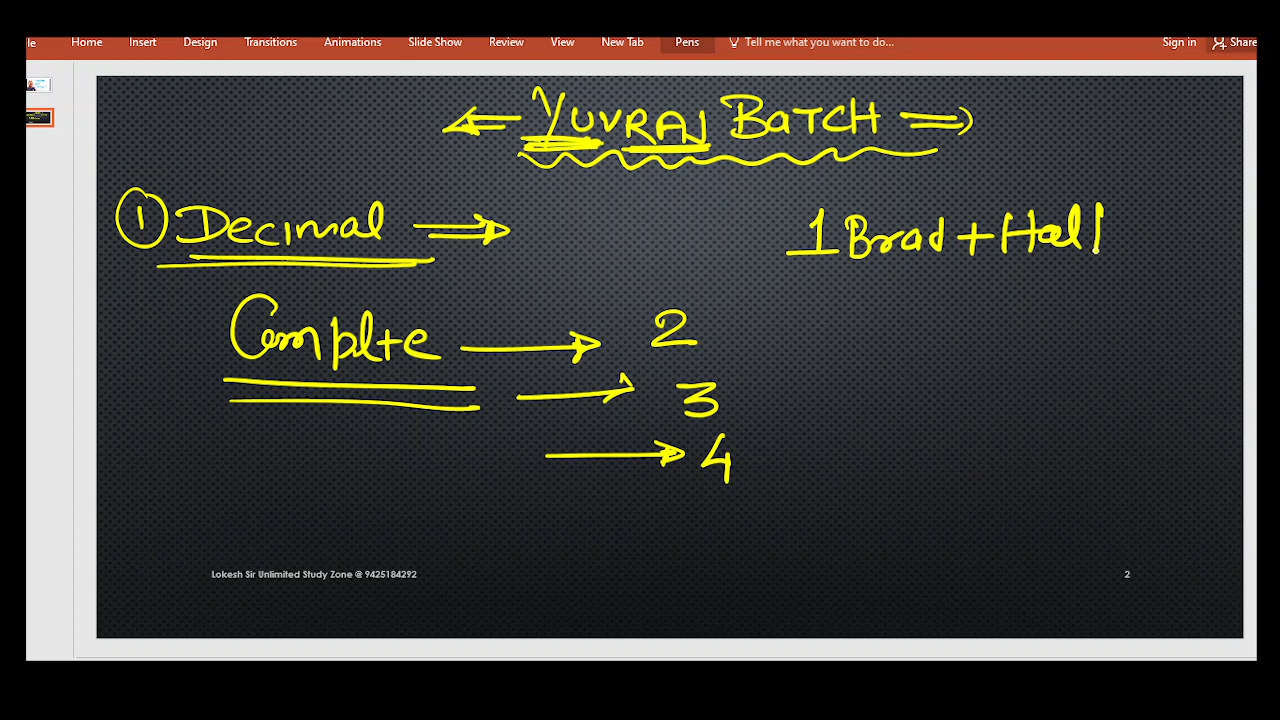 le Home Insert Design Transitions Animations Slide Show Review View New Tab Pens Tell me what you want to do... Sign in Share
YUVRAJ BATCH
1 Decimal 1 Brad + Hal
Complte 2
3
4
Lokesh Sir Unlimited Study Zone @ 9425184292 2